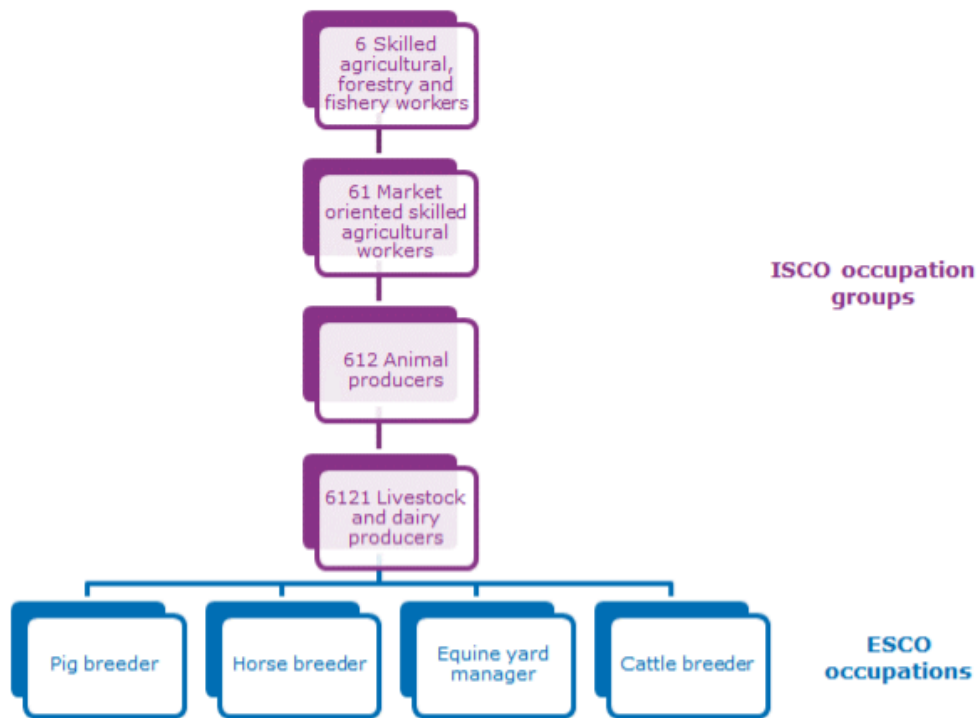 6 Skilled
agricultural,
forestry and
fishery workers
61 Market
oriented skilled
agricultural
workers
ISCO occupation
groups
612 Animal
producers
6121 Livestock
and dairy
producers
Pig breeder
Horse breeder
Equine yard
manager
Cattle breeder
ESCO
occupations